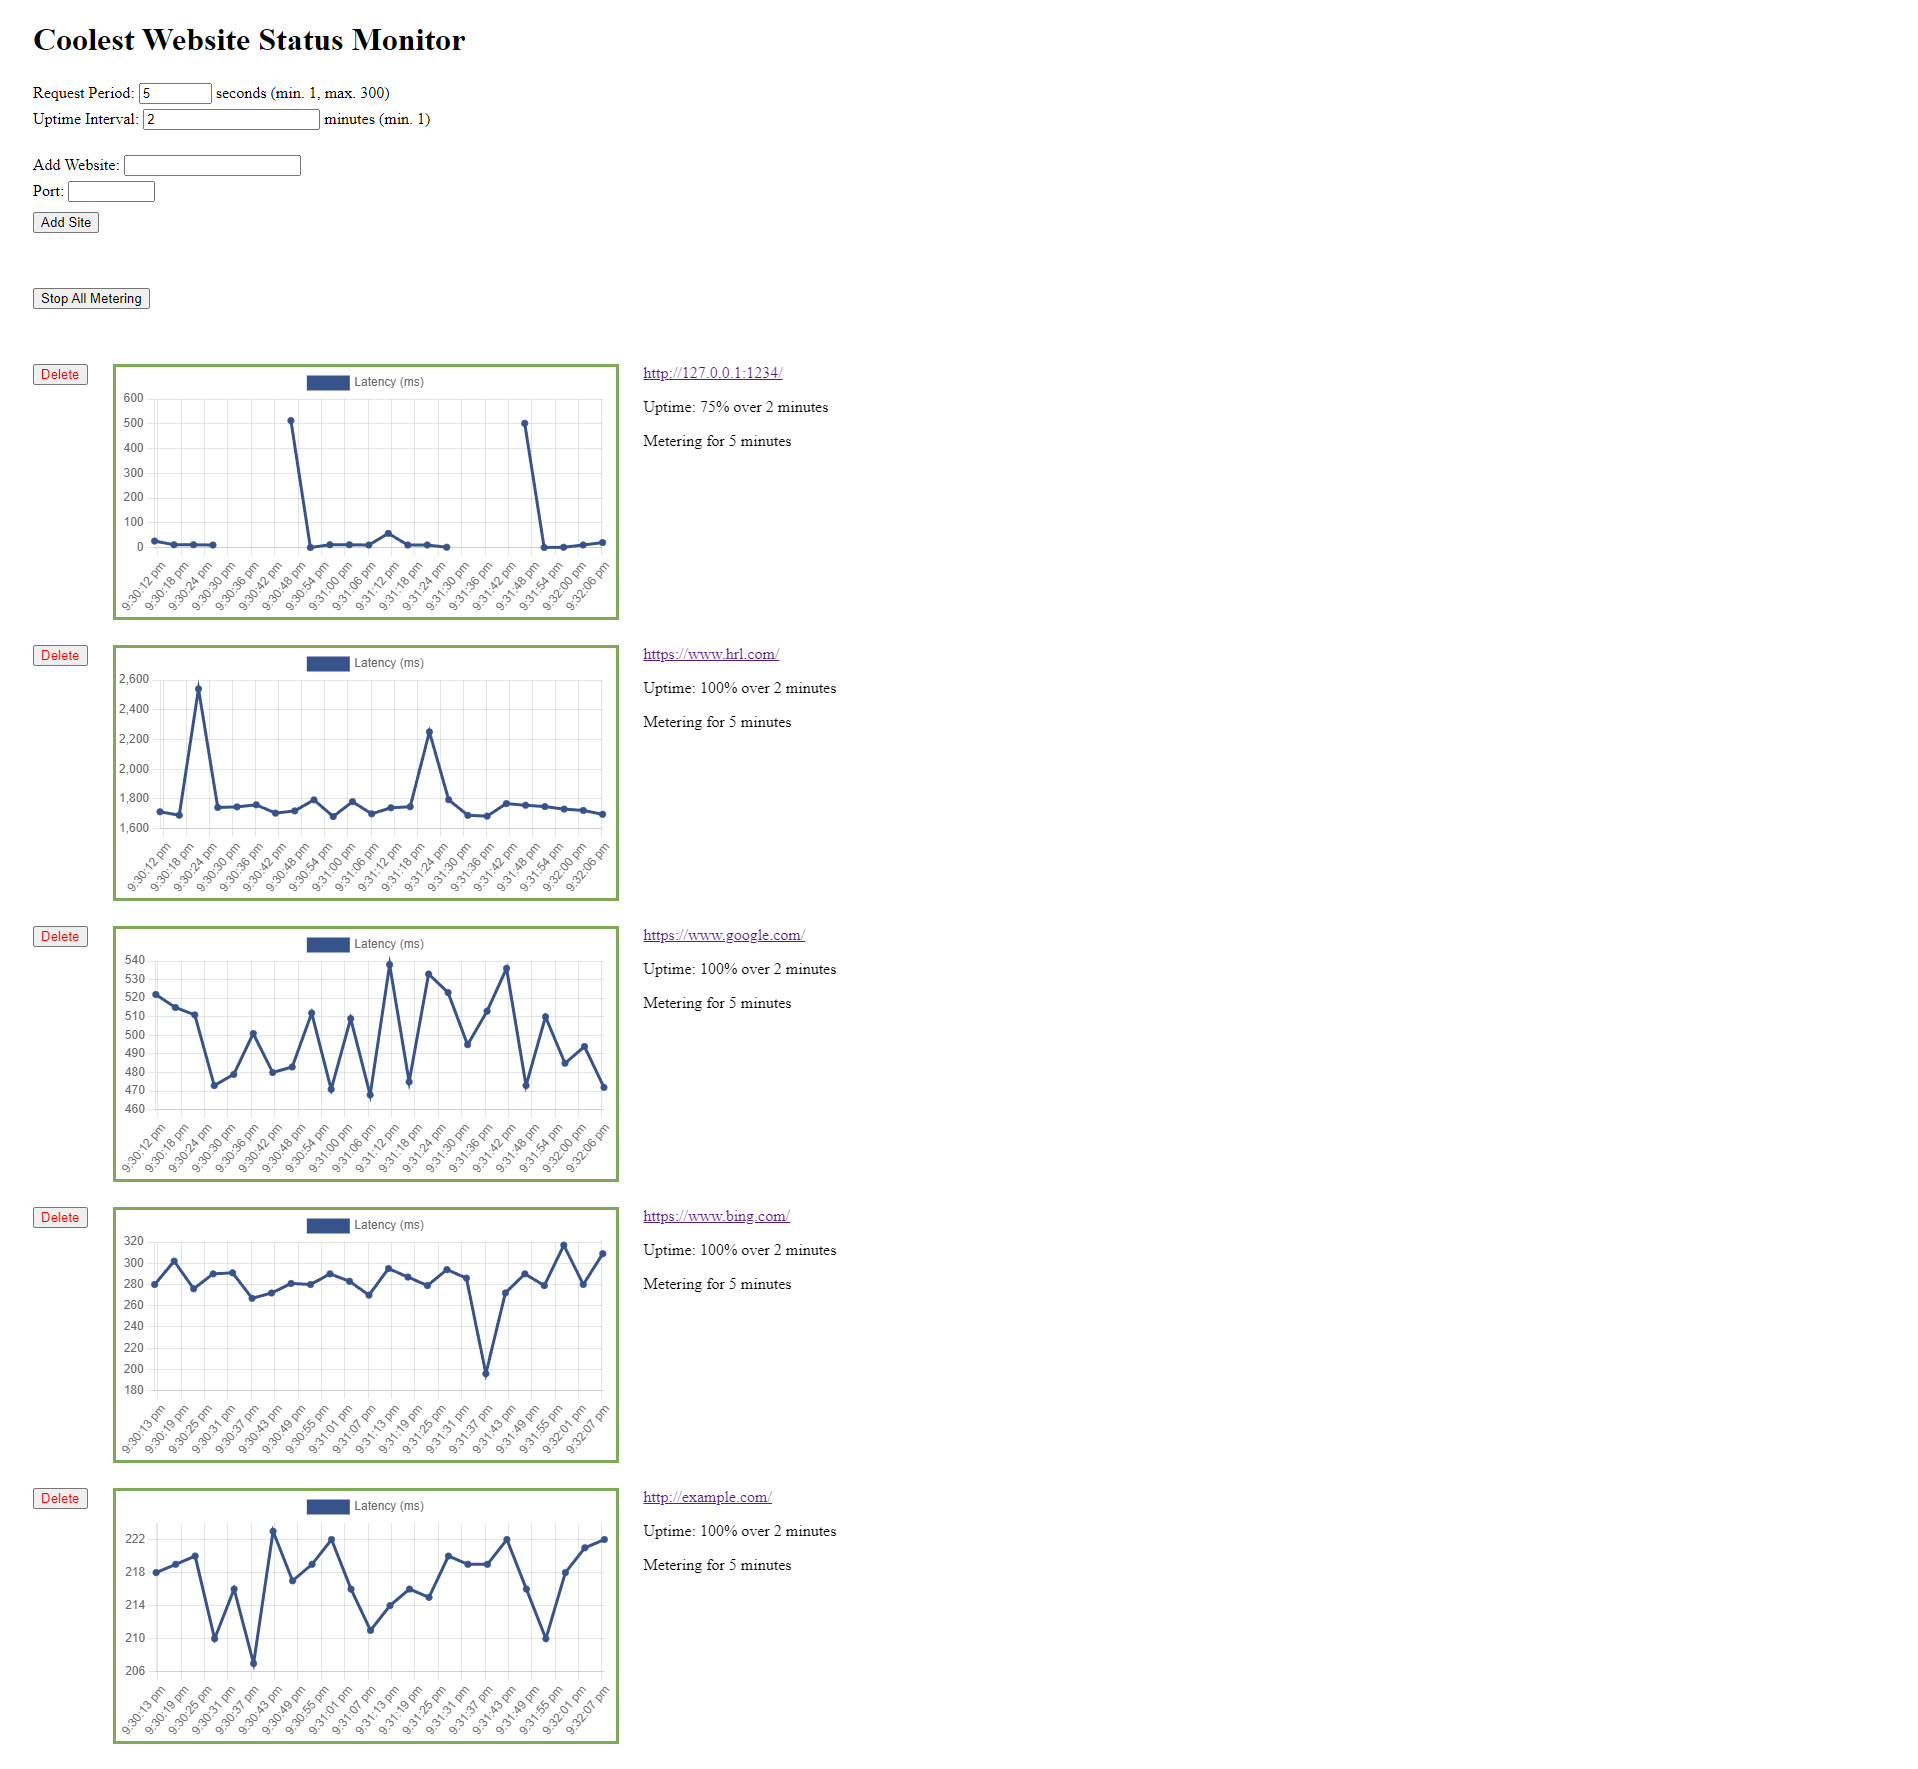 Coolest Website Status Monitor
Request Period: 5 seconds (min. 1, max. 300)
Uptime Interval: 2 minutes (min. 1)
Add Website:
Port:
Add Site
Stop All Metering
Delete
Latency (ms)
600
500
400
300
200
100
0
9:30:12 pm
9:30:18 pm
9:30:24 pm
9:30:30 pm
9:30:36 pm
9:30:42 pm
9:30:48 pm
9:30:54 pm
9:31:00 pm
9:31:06 pm
9:31:12 pm
9:31:18 pm
9:31:24 pm
9:31:30 pm
9:31:36 pm
9:31:42 pm
9:31:48 pm
9:31:54 pm
9:32:00 pm
9:32:06 pm
http://127.0.0.1:1234/
Uptime: 75% over 2 minutes
Metering for 5 minutes
Delete
Latency (ms)
2,600
2,400
2,200
2,000
1,800
1,600
9:30:12 pm
9:30:18 pm
9:30:24 pm
9:30:30 pm
9:30:36 pm
9:30:42 pm
9:30:48 pm
9:30:54 pm
9:31:00 pm
9:31:06 pm
9:31:12 pm
9:31:18 pm
9:31:24 pm
9:31:30 pm
9:31:36 pm
9:31:42 pm
9:31:48 pm
9:31:54 pm
9:32:00 pm
9:32:06 pm
https://www.hrl.com/
Uptime: 100% over 2 minutes
Metering for 5 minutes
Delete
Latency (ms)
540
530
520
510
500
490
480
470
460
9:30:12 pm
9:30:18 pm
9:30:24 pm
9:30:30 pm
9:30:36 pm
9:30:42 pm
9:30:48 pm
9:30:54 pm
9:31:00 pm
9:31:06 pm
9:31:12 pm
9:31:18 pm
9:31:24 pm
9:31:30 pm
9:31:36 pm
9:31:42 pm
9:31:48 pm
9:31:54 pm
9:32:00 pm
9:32:06 pm
https://www.google.com/
Uptime: 100% over 2 minutes
Metering for 5 minutes
Delete
Latency (ms)
320
300
280
260
240
220
200
180
9:30:13 pm
9:30:19 pm
9:30:25 pm
9:30:31 pm
9:30:37 pm
9:30:43 pm
9:30:49 pm
9:30:55 pm
9:31:01 pm
9:31:07 pm
9:31:13 pm
9:31:19 pm
9:31:25 pm
9:31:31 pm
9:31:37 pm
9:31:43 pm
9:31:49 pm
9:31:55 pm
9:32:01 pm
9:32:07 pm
https://www.bing.com/
Uptime: 100% over 2 minutes
Metering for 5 minutes
Delete
Latency (ms)
222
218
214
210
206
9:30:13 pm
9:30:19 pm
9:30:25 pm
9:30:31 pm
9:30:37 pm
9:30:43 pm
9:30:49 pm
9:30:55 pm
9:31:01 pm
9:31:07 pm
9:31:13 pm
9:31:19 pm
9:31:25 pm
9:31:31 pm
9:31:37 pm
9:31:43 pm
9:31:49 pm
9:31:55 pm
9:32:01 pm
9:32:07 pm
http://example.com/
Uptime: 100% over 2 minutes
Metering for 5 minutes